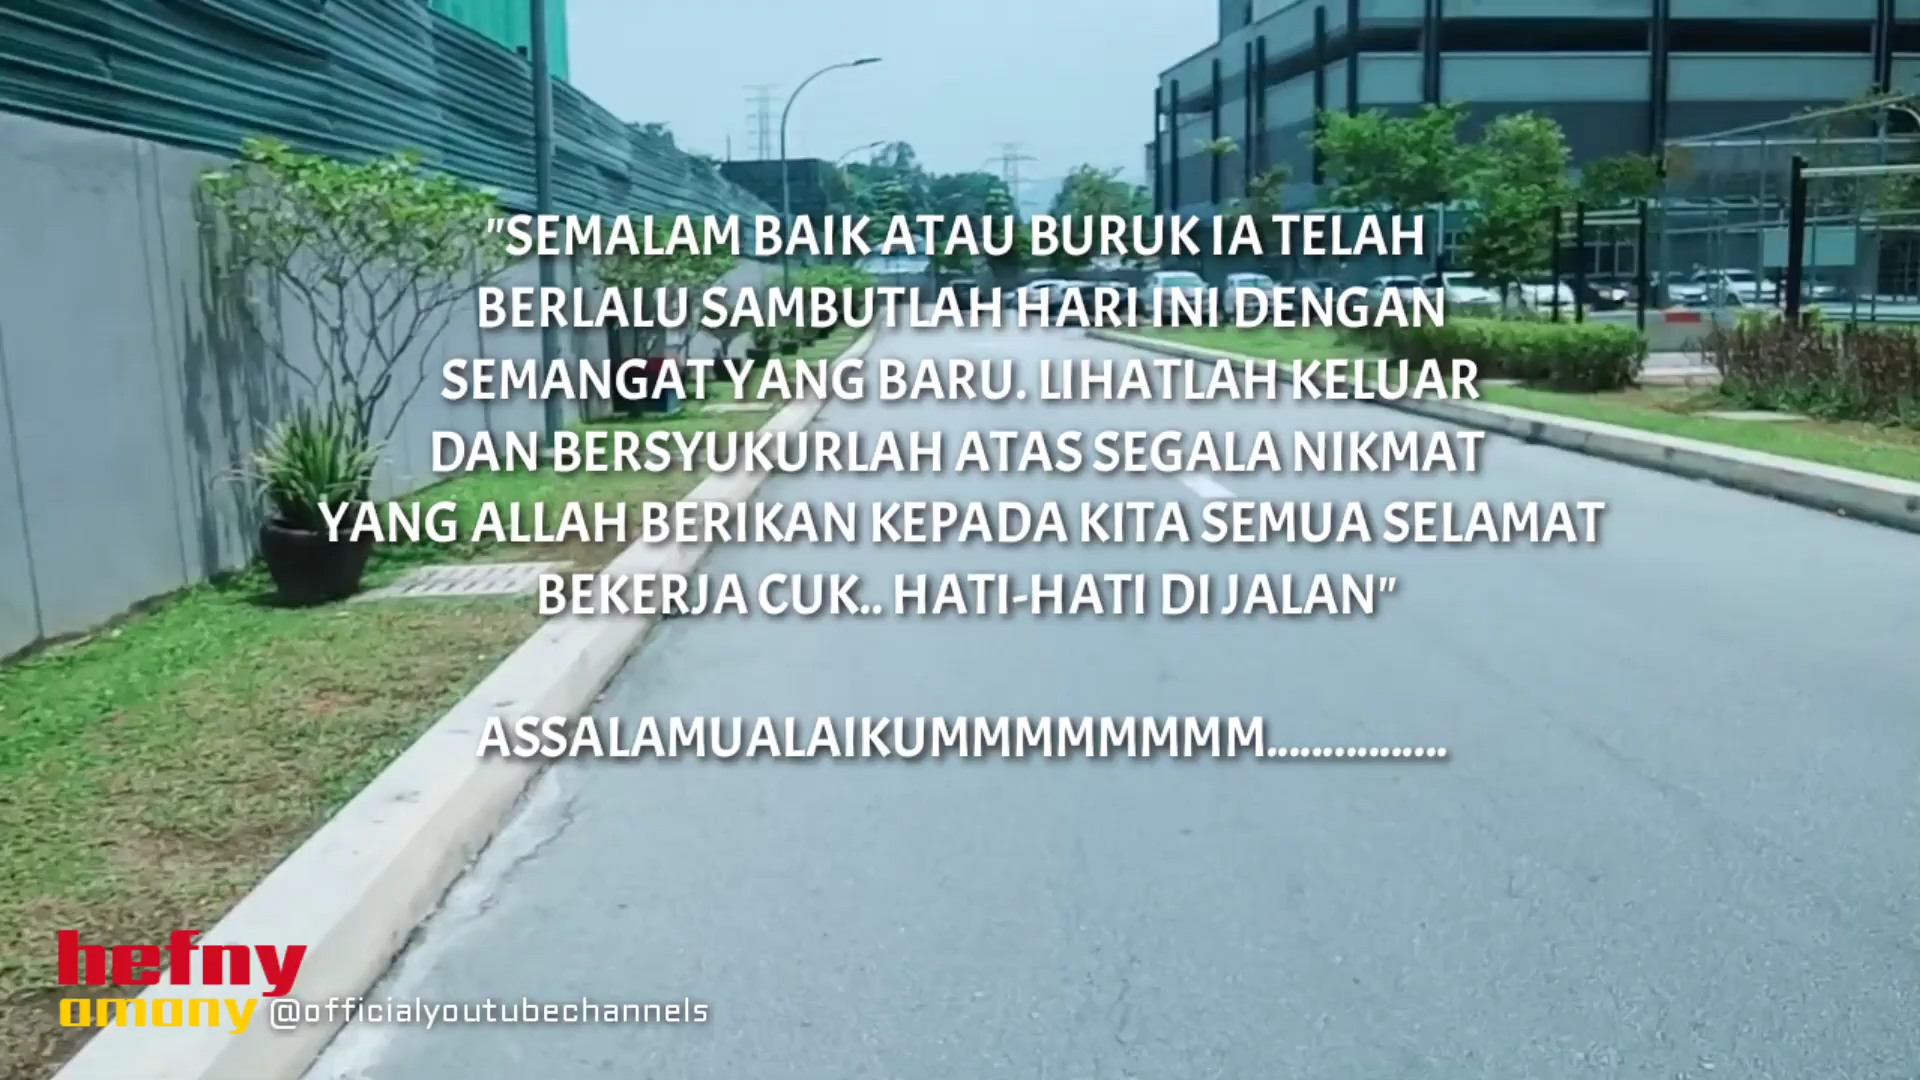 "SEMALAM BAIK ATAU BURUK IA TELAH
BERLALU SAMBUTLAH HARI INI DENGAN
SEMANGAT YANG BARU. LIHATLAH KELUAR
DAN BERSYUKURLAH ATAS SEGALA NIKMAT
YANG ALLAH BERIKAN KEPADA KITA SEMUA SELAMAT
BEKERJA CUK.. HATI-HATI DI JALAN"
ASSALAMUALAIKUMMMMMMMMM................
hefny
omony @officialyoutubechannels